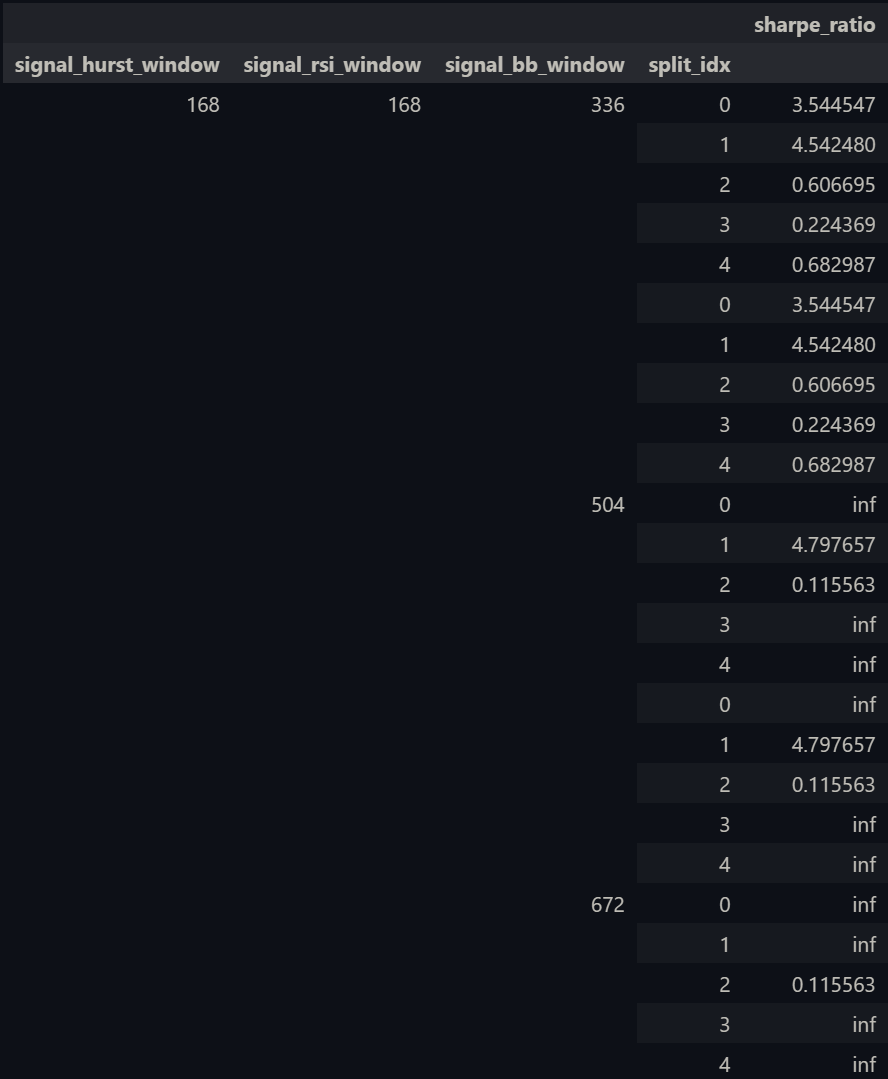 sharpe_ratio
signal_hurst_window signal_rsi_window signal_bb_window split_idx
168 168 336 0 3.544547
1 4.542480
2 0.606695
3 0.224369
4 0.682987
0 3.544547
1 4.542480
2 0.606695
3 0.224369
4 0.682987
504 0 inf
1 4.797657
2 0.115563
3 inf
4 inf
0 inf
1 4.797657
2 0.115563
3 inf
4 inf
672 0 inf
1 inf
2 0.115563
3 inf
4 inf